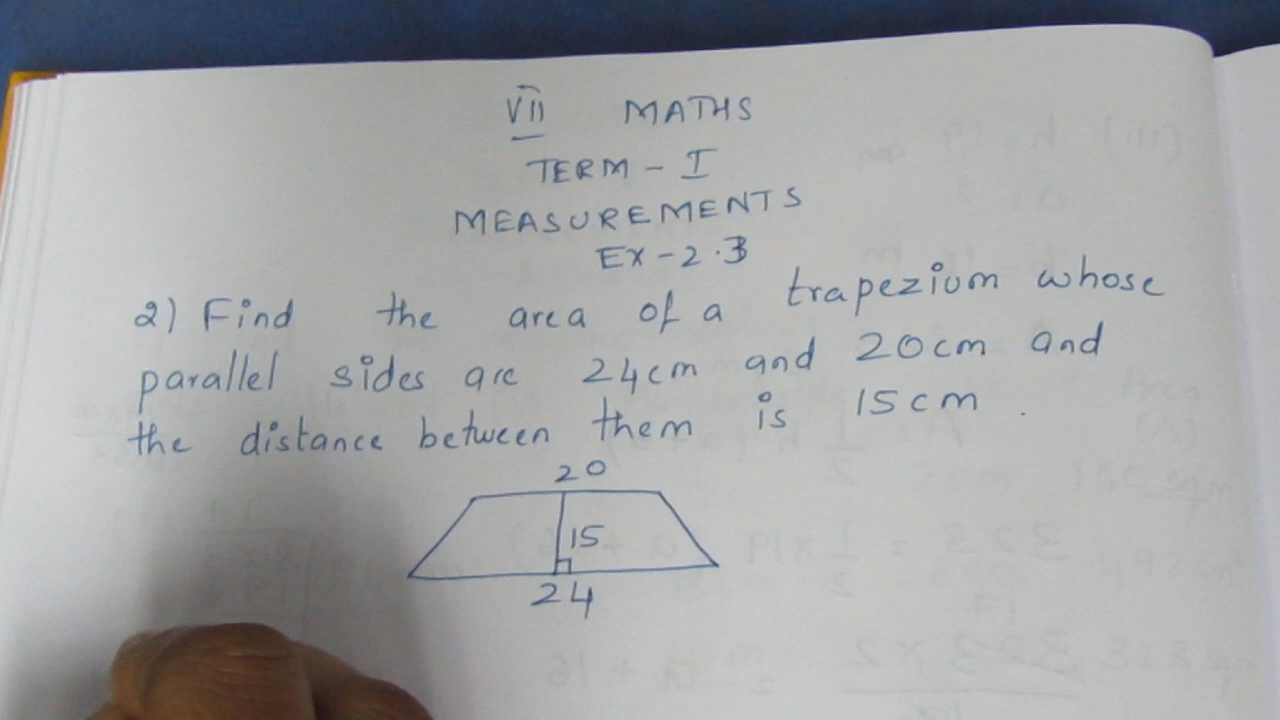 VII MATHS
TERM - I
MEASUREMENTS
EX - 2.3
2) Find the area of a trapezium whose
parallel sides are 24cm and 20cm and
the distance between them is 15cm.
20
15
24